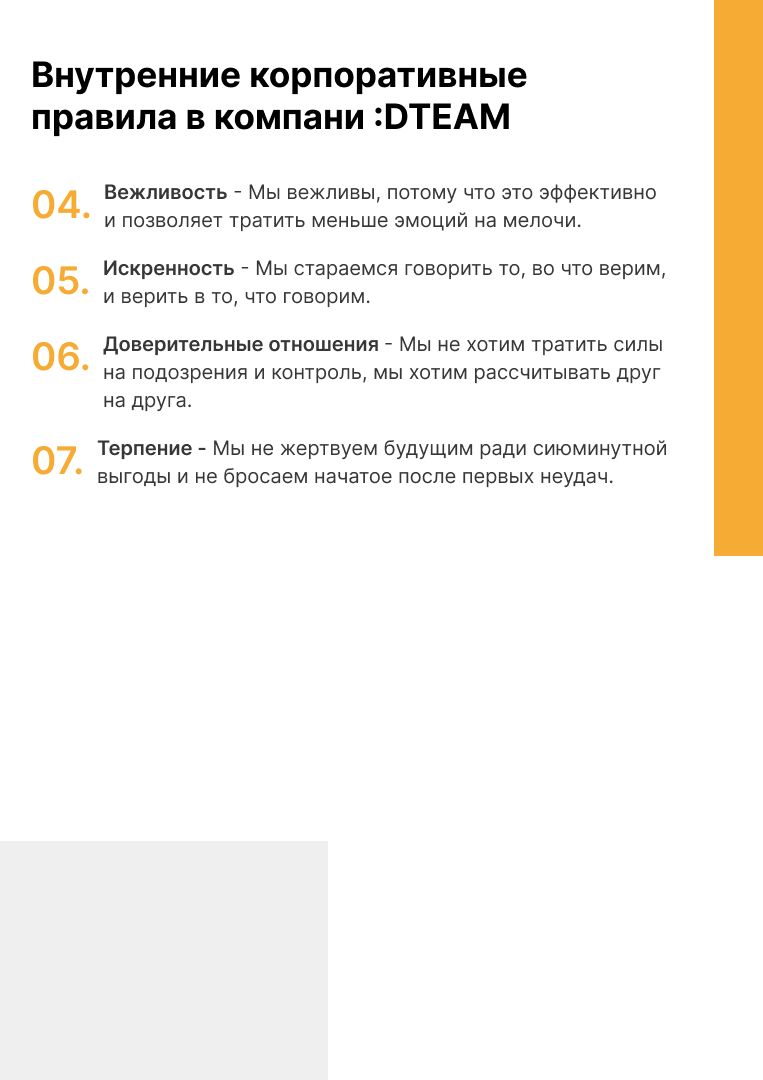 Внутренние корпоративные
правила в компани :DTEAM
04. Вежливость - Мы вежливы, потому что это эффективно
и позволяет тратить меньше эмоций на мелочи.
05. Искренность - Мы стараемся говорить то, во что верим,
и верить в то, что говорим.
06. Доверительные отношения - Мы не хотим тратить силы
на подозрения и контроль, мы хотим рассчитывать друг
на друга.
07. Терпение - Мы не жертвуем будущим ради сиюминутной
выгоды и не бросаем начатое после первых неудач.